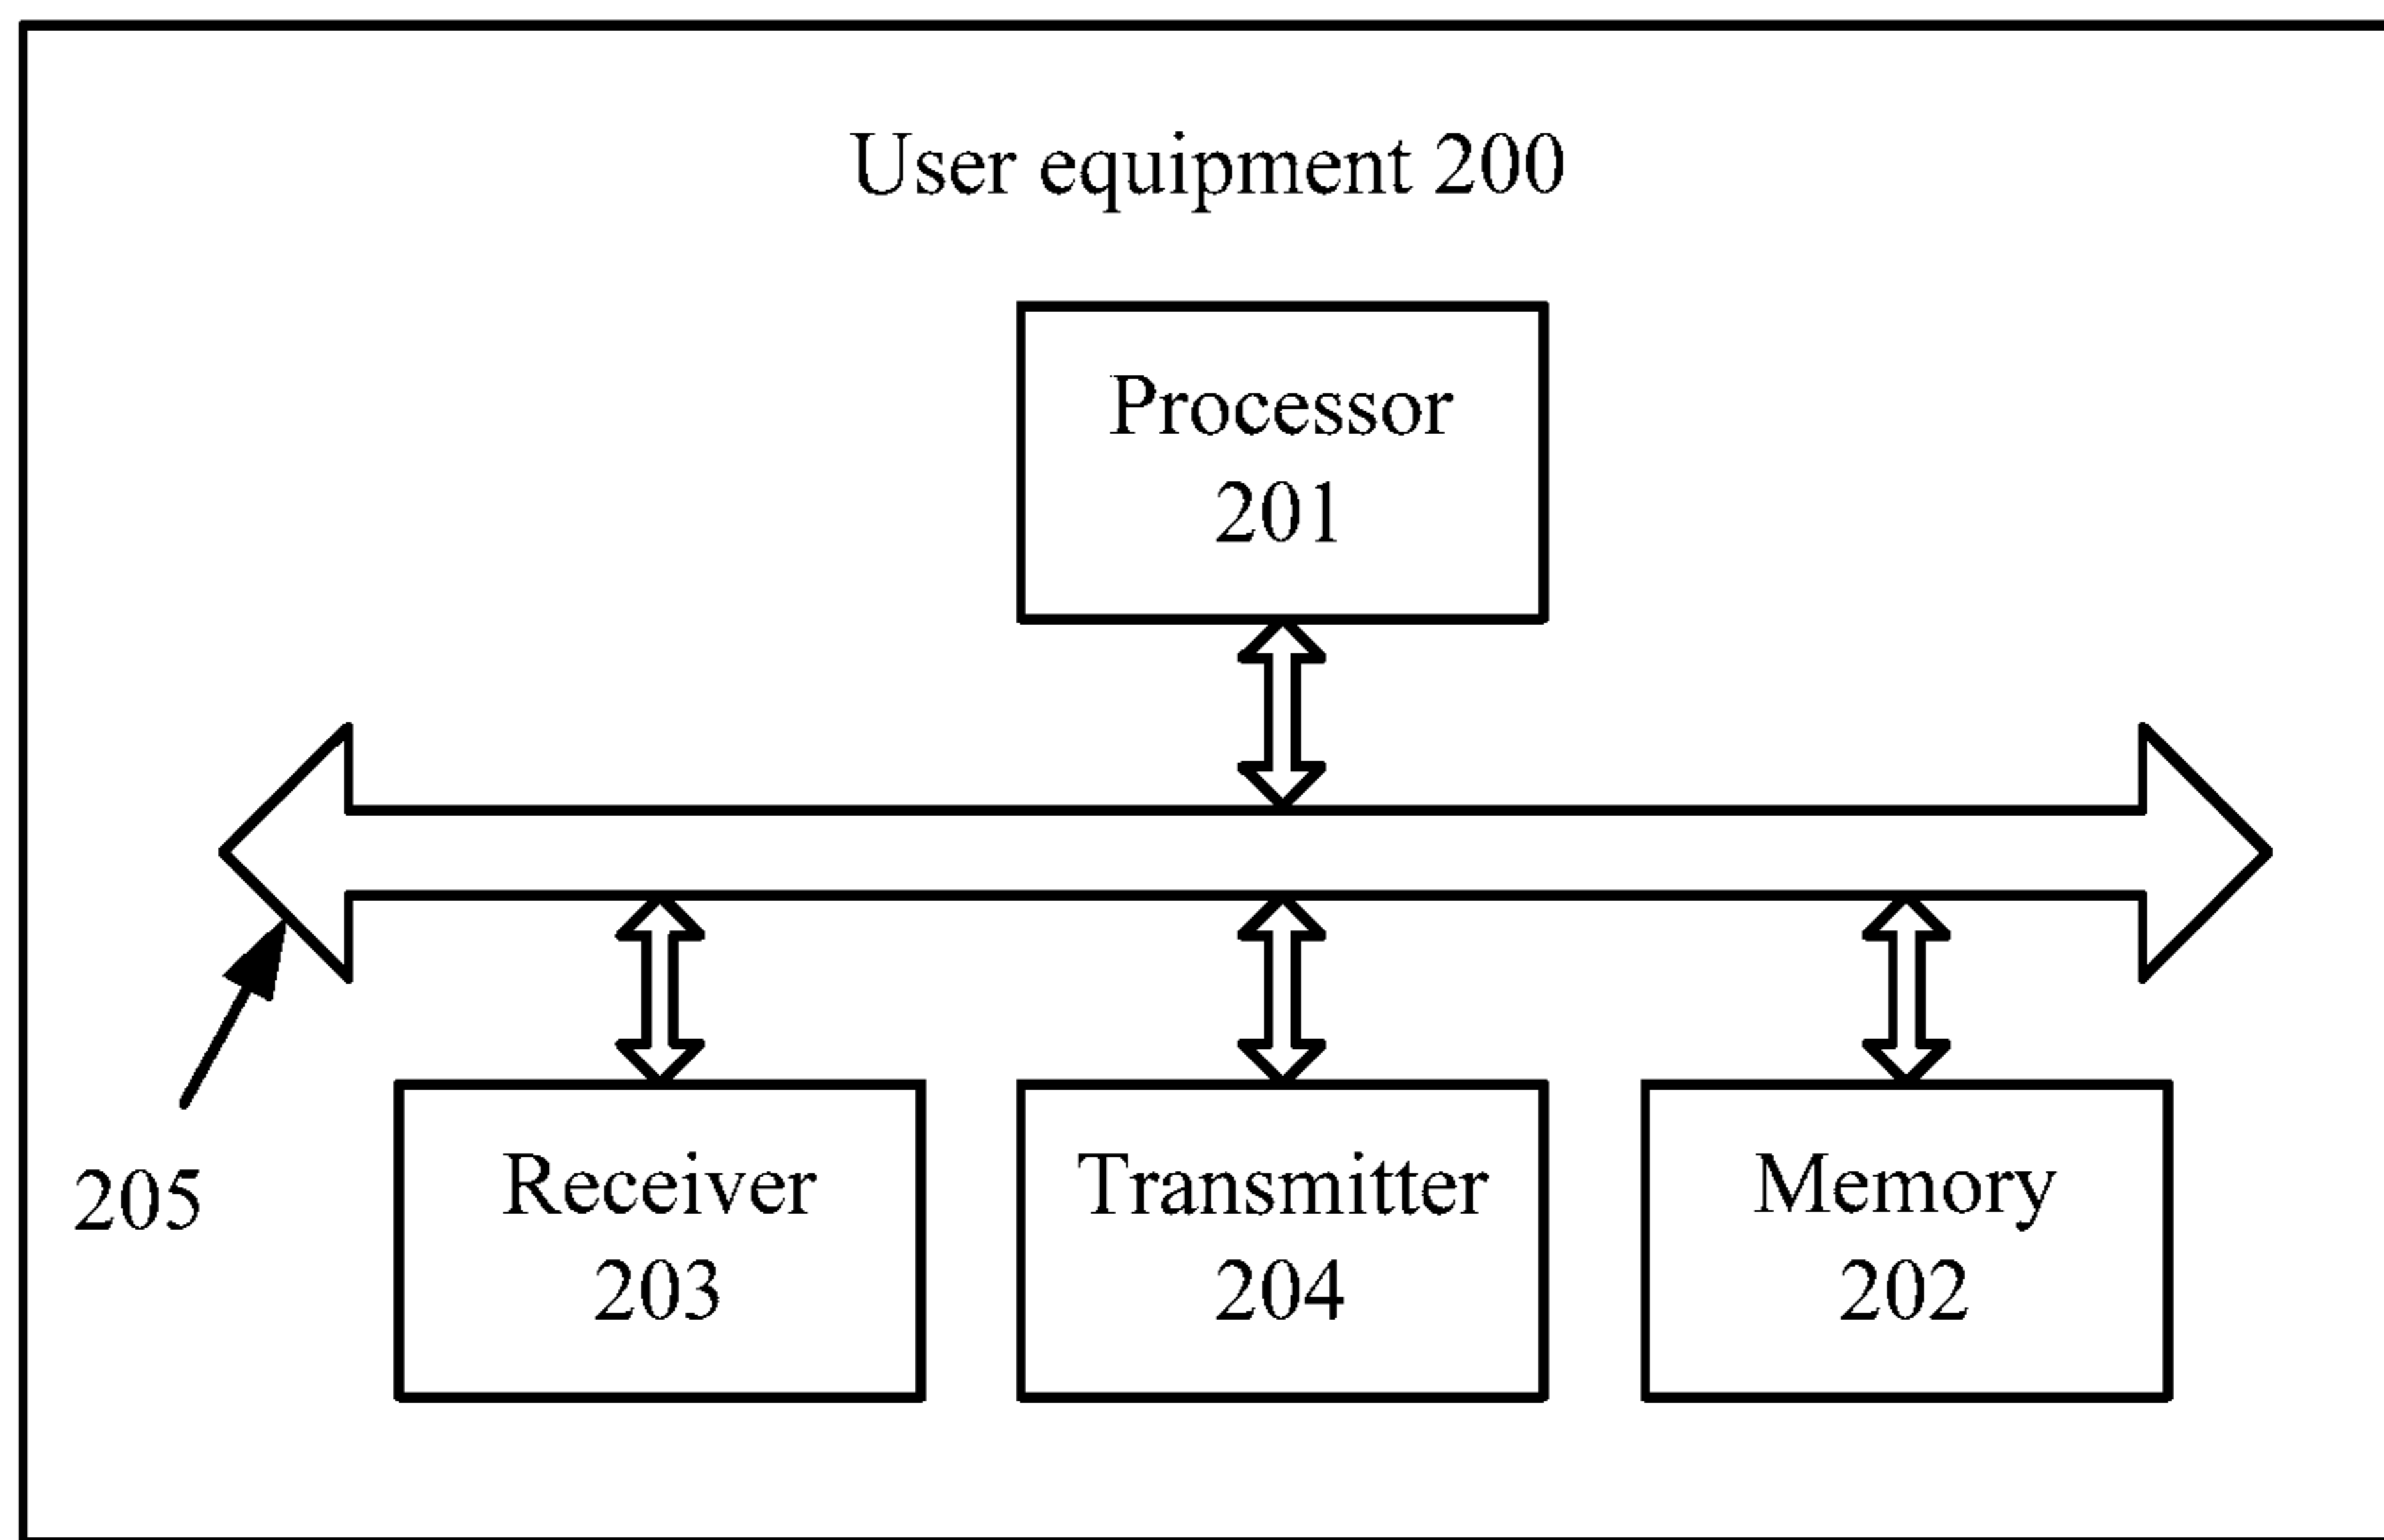 User equipment 200
Processor
201
205
Receiver
203
Transmitter
204
Memory
202